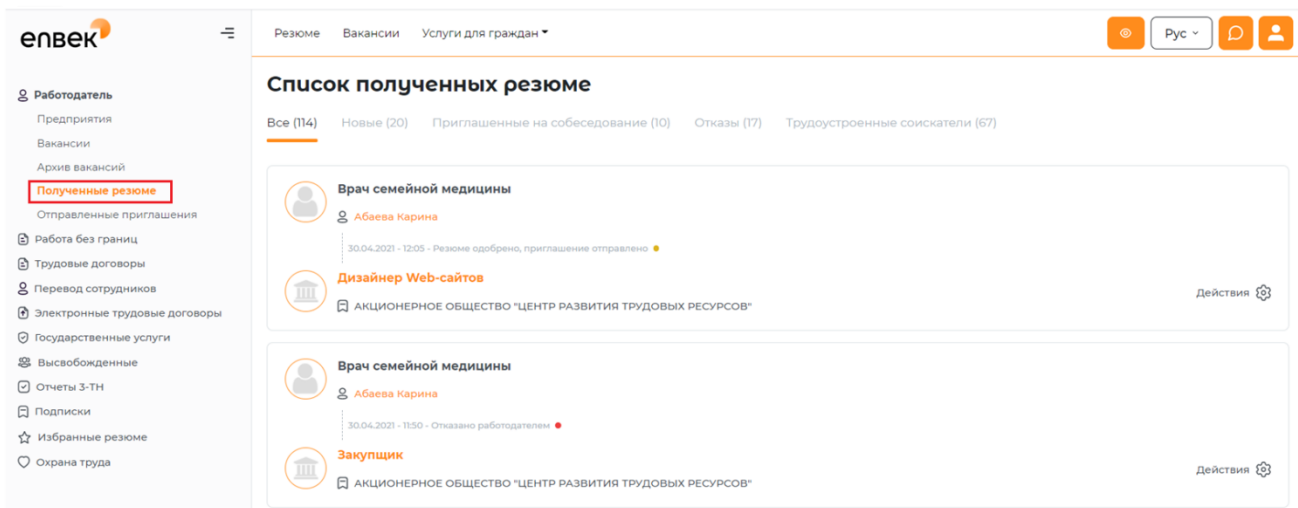 enbek
Резюме Вакансии Услуги для граждан
Рус
Работодатель
Предприятия
Вакансии
Архив вакансий
Полученные резюме
Отправленные приглашения
Работа без границ
Трудовые договоры
Перевод сотрудников
Электронные трудовые договоры
Государственные услуги
Высвобожденные
Отчеты 3-ТН
Подписки
Избранные резюме
Охрана труда
Список полученных резюме
Все (114) Новые (20) Приглашенные на собеседование (10) Отказы (17) Трудоустроенные соискатели (67)
Врач семейной медицины
Абаева Карина
30.04.2021 - 12:05 - Резюме одобрено, приглашение отправлено
Дизайнер Web-сайтов
АКЦИОНЕРНОЕ ОБЩЕСТВО "ЦЕНТР РАЗВИТИЯ ТРУДОВЫХ РЕСУРСОВ"
Действия
Врач семейной медицины
Абаева Карина
30.04.2021 - 11:50 - Отказано работодателем
Закупщик
АКЦИОНЕРНОЕ ОБЩЕСТВО "ЦЕНТР РАЗВИТИЯ ТРУДОВЫХ РЕСУРСОВ"
Действия